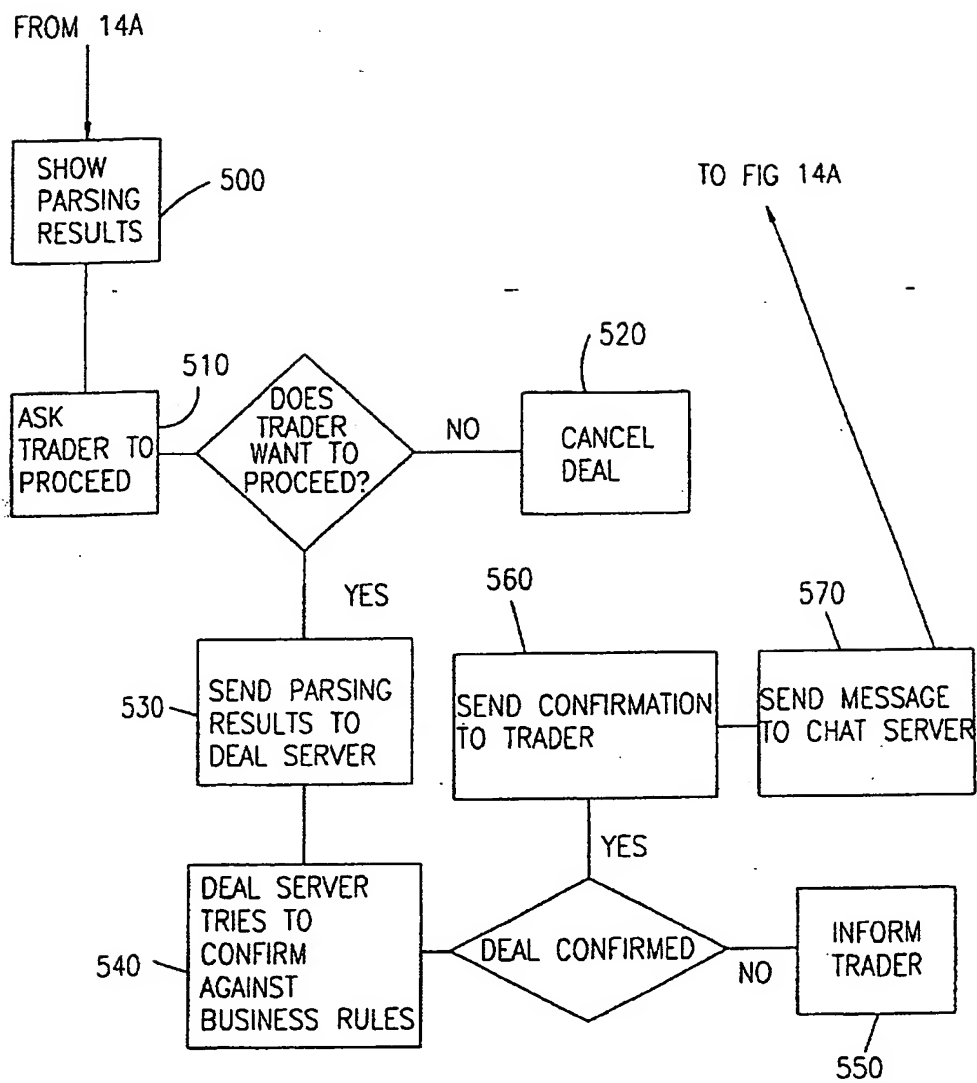 FROM 14A
SHOW
PARSING
RESULTS
500
TO FIG 14A
510
520
ASK
TRADER TO
PROCEED
DOES
TRADER
WANT TO
PROCEED?
NO
CANCEL
DEAL
YES
560
570
530
SEND PARSING
RESULTS TO
DEAL SERVER
SEND CONFIRMATION
TO TRADER
SEND MESSAGE
TO CHAT SERVER
YES
540
DEAL SERVER
TRIES TO
CONFIRM
AGAINST
BUSINESS RULES
DEAL CONFIRMED
NO
INFORM
TRADER
550